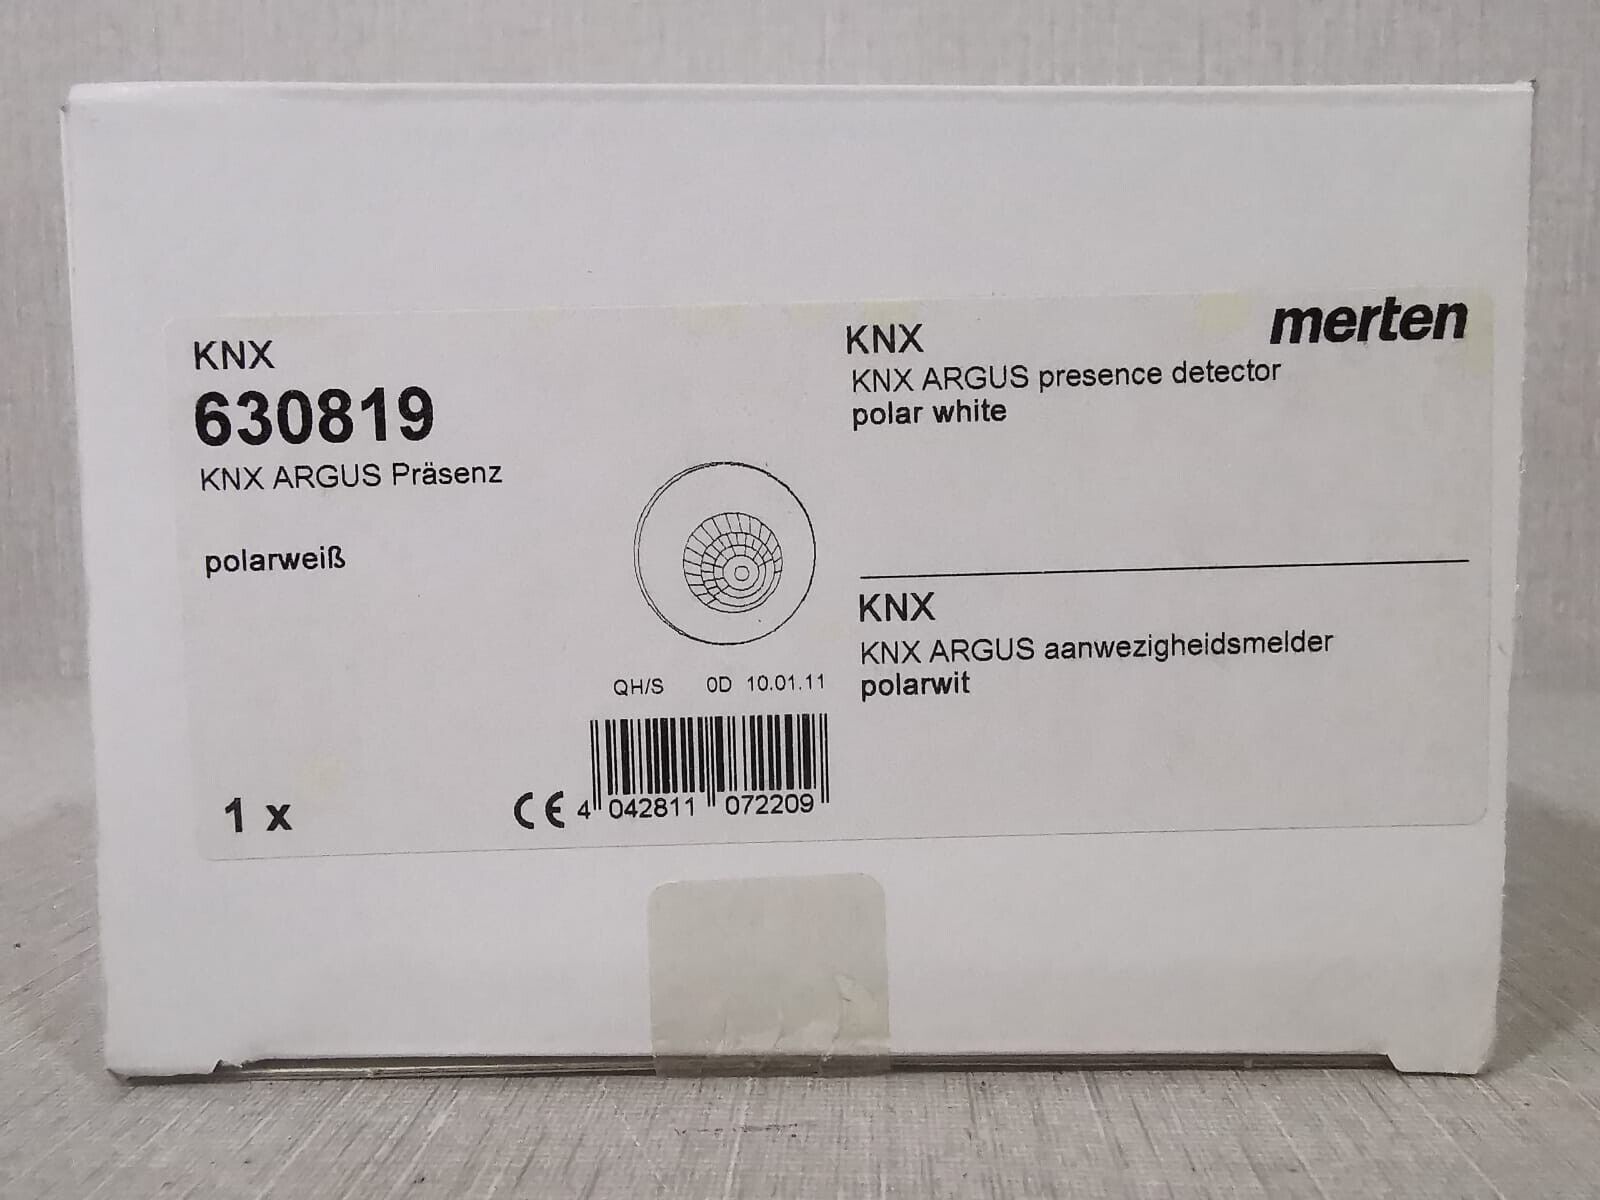 KNX
630819
KNX ARGUS Präsenz
polarweiß
1 x
QH/S 0D 10.01.11
CE 4 042811 072209
merten
KNX
KNX ARGUS presence detector
polar white
KNX
KNX ARGUS aanwezigheidsmelder
polarwit